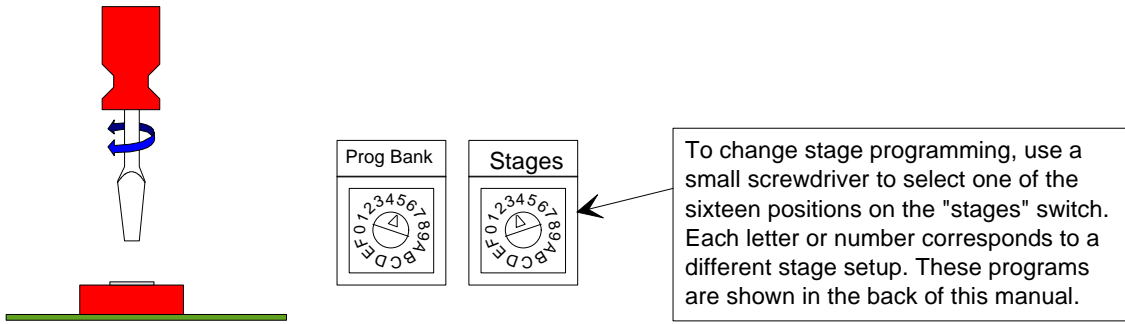 Prog Bank
0123456789ABCDEF
Stages
0123456789ABCDEF
To change stage programming, use a
small screwdriver to select one of the
sixteen positions on the "stages" switch.
Each letter or number corresponds to a
different stage setup. These programs
are shown in the back of this manual.